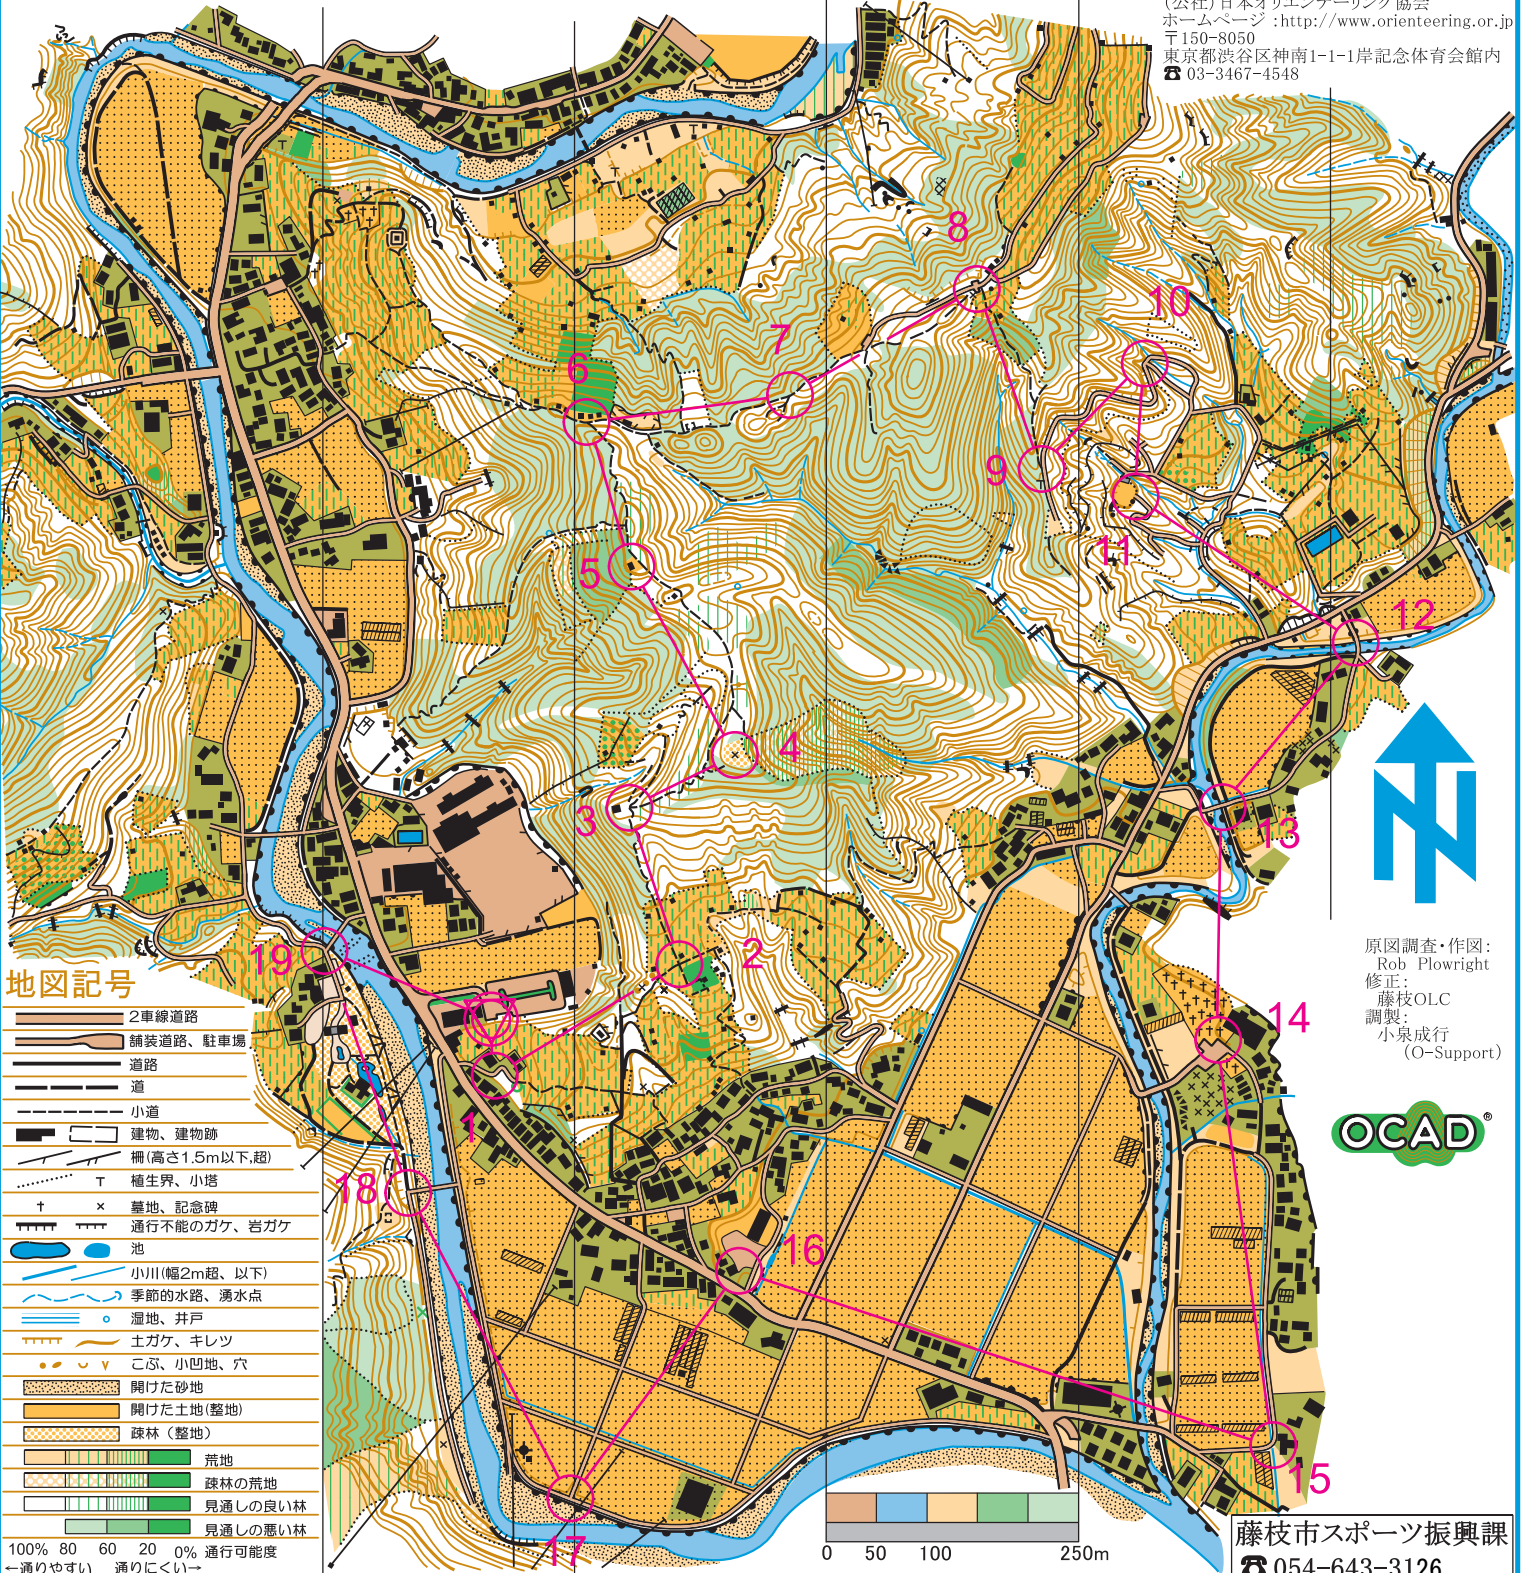 (公社)日本オリエンテーリング協会
ホームページ:http://www.orienteering.or.jp
〒150-8050
東京都渋谷区神南1-1-1岸記念体育会館内
☎ 03-3467-4548
8
10
7
6
9
11
5
12
4
3
13
2
19
14
1
18
16
15
17
原図調査・作図:
Rob Plowright
修正:
藤枝OLC
調製:
小泉成行
(O-Support)
OCAD®
地図記号
2車線道路
舗装道路、駐車場
道路
道
小道
建物、建物跡
柵(高さ1.5m以下,超)
植生界、小塔
墓地、記念碑
通行不能のガケ、岩ガケ
池
小川(幅2m超、以下)
季節的水路、湧水点
湿地、井戸
土ガケ、キレツ
こぶ、小凹地、穴
開けた砂地
開けた土地(整地)
疎林(整地)
荒地
疎林の荒地
見通しの良い林
見通しの悪い林
100% 80 60 20 0% 通行可能度
←通りやすい 通りにくい→
0 50 100 250m
藤枝市スポーツ振興課
☎ 054-643-3126